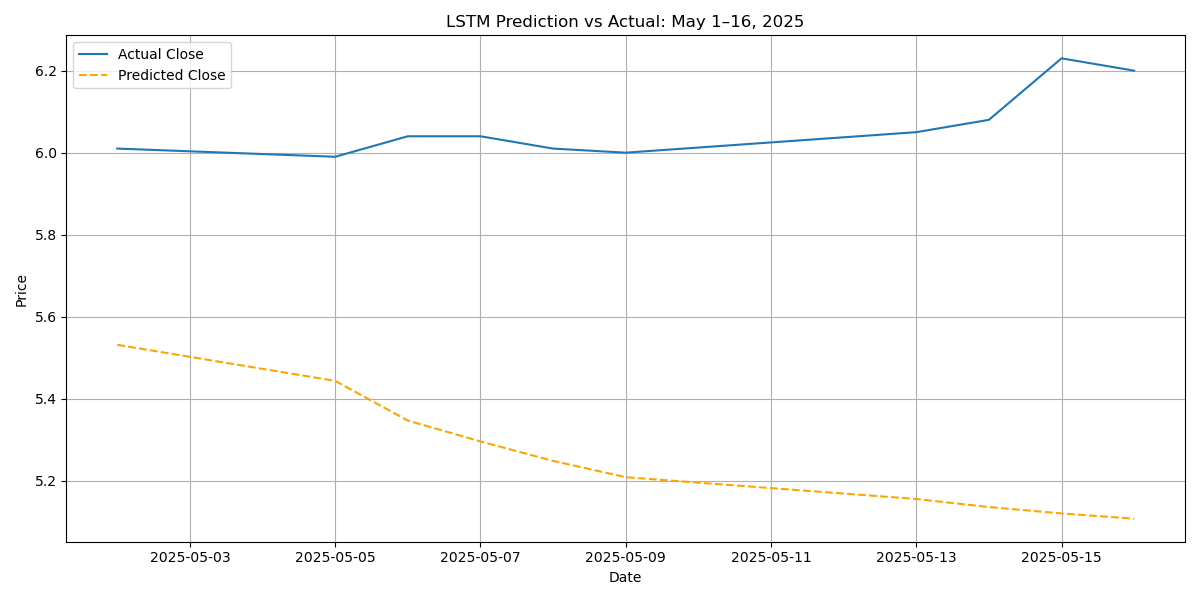 LSTM Prediction vs Actual: May 1–16, 2025
Actual Close
Predicted Close
6.2
6.0
5.8
5.6
5.4
5.2
Price
2025-05-03 2025-05-05 2025-05-07 2025-05-09 2025-05-11 2025-05-13 2025-05-15
Date